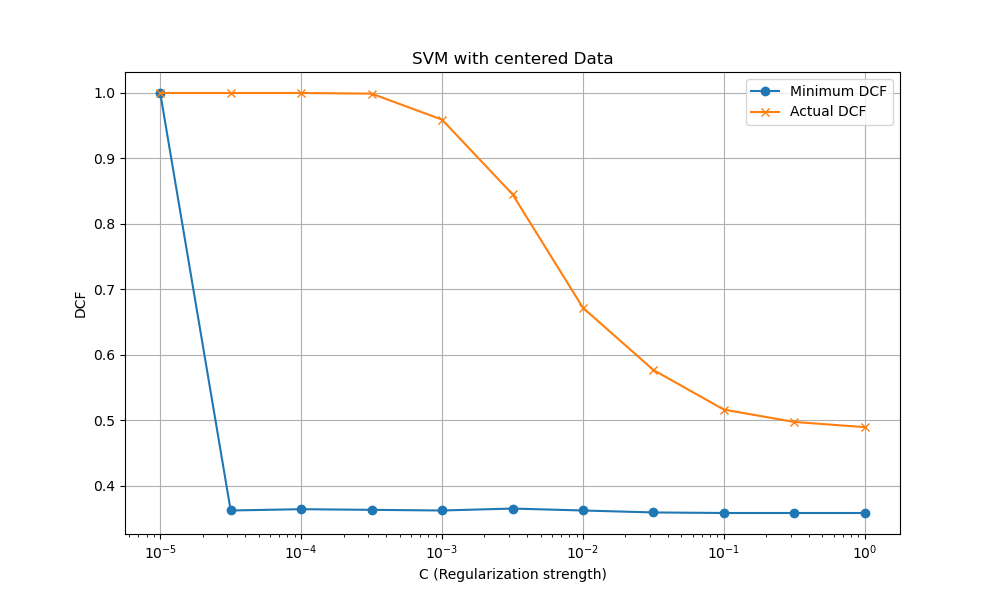 SVM with centered Data
Minimum DCF
Actual DCF
1.0
0.9
0.8
0.7
0.6
0.5
0.4
DCF
10⁻⁵
10⁻⁴
10⁻³
10⁻²
10⁻¹
10⁰
C (Regularization strength)